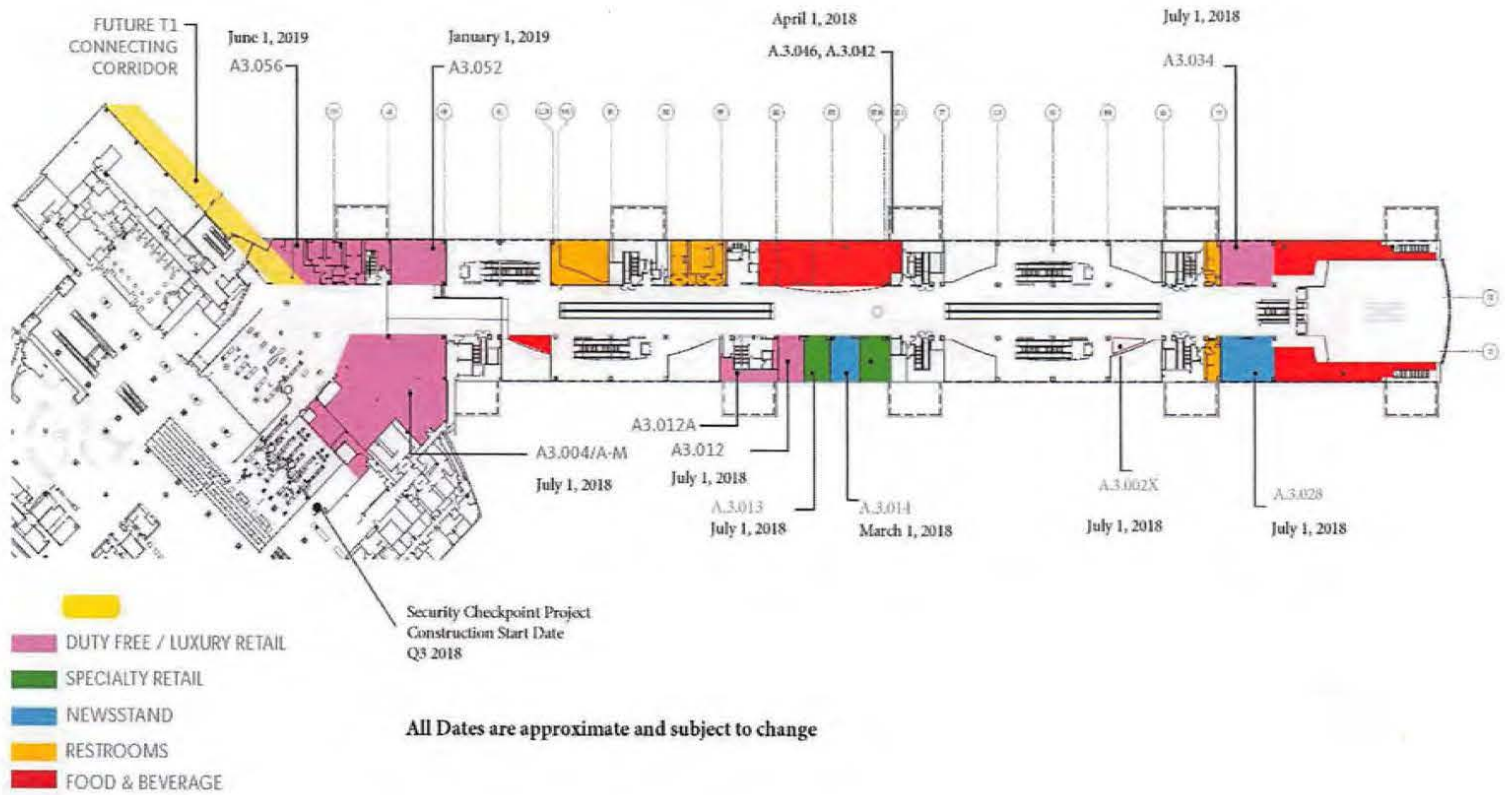 FUTURE T1
CONNECTING
CORRIDOR
June 1, 2019
A3.056
January 1, 2019
A3.052
April 1, 2018
A.3.046, A.3.042
July 1, 2018
A3.034
A3.004/A-M
July 1, 2018
A3.012A
A3.012
July 1, 2018
A.3.013
July 1, 2018
A.3.014
March 1, 2018
A.3.002X
July 1, 2018
A.3.028
July 1, 2018
Security Checkpoint Project
Construction Start Date
Q3 2018
DUTY FREE / LUXURY RETAIL
SPECIALTY RETAIL
NEWSSTAND
RESTROOMS
FOOD & BEVERAGE
All Dates are approximate and subject to change